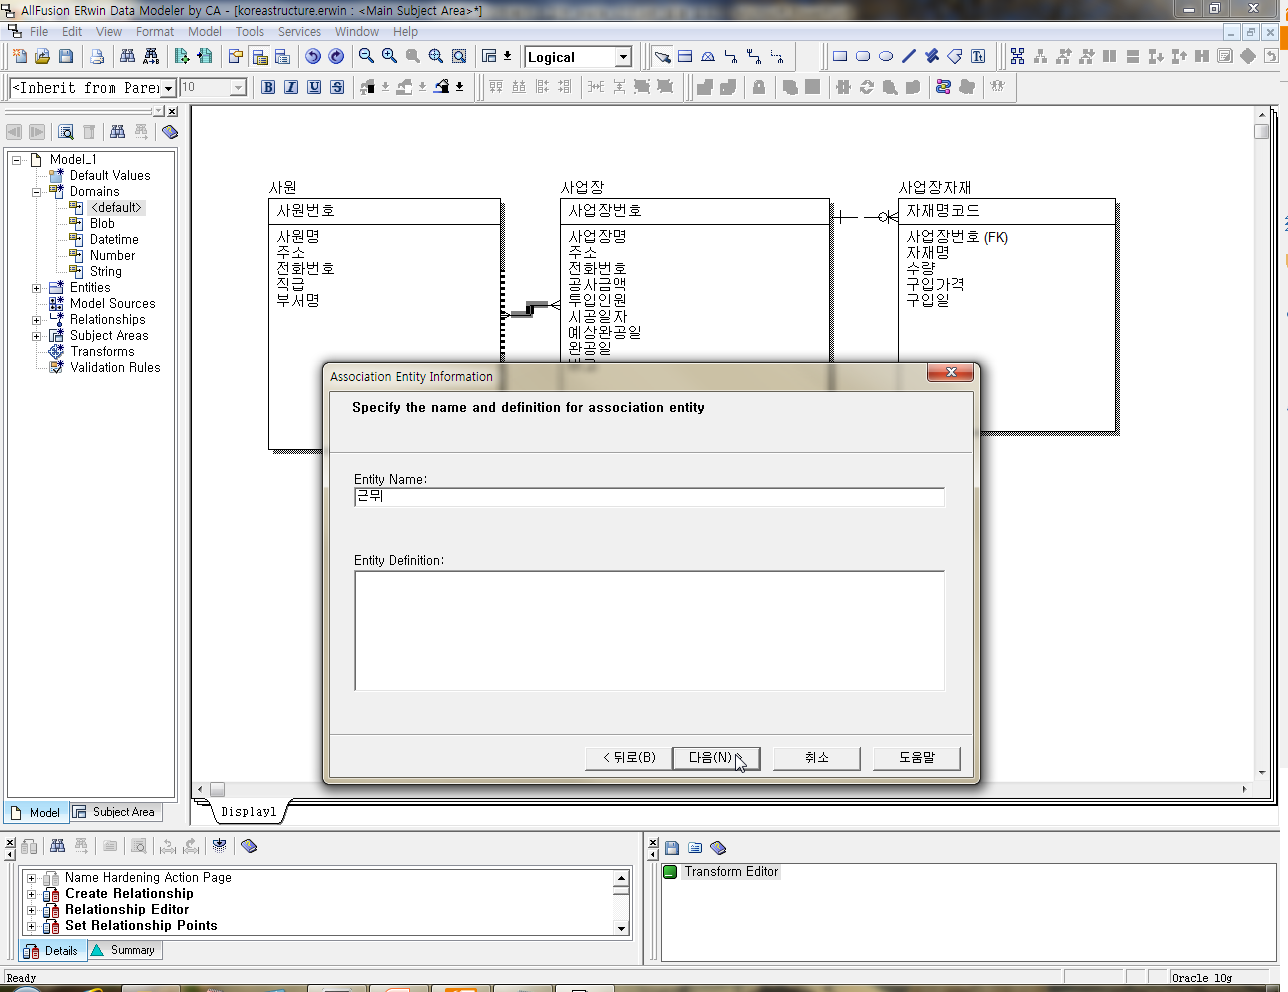 AllFusion ERwin Data Modeler by CA - [koreastructure.erwin : <Main Subject Area>*]
File Edit View Format Model Tools Services Window Help
Logical
<Inherit from Parer
10
B I U S
Model_1
Default Values
Domains
<default>
Blob
Datetime
Number
String
Entities
Model Sources
Relationships
Subject Areas
Transforms
Validation Rules
Model
Subject Area
사원
사원번호
사원명
주소
전화번호
직급
부서명
사업장
사업장번호
사업장명
주소
전화번호
공사금액
투입인원
시공일자
예상완공일
완공일
사업장자재
자재명코드
사업장번호 (FK)
자재명
수량
구입가격
구입일
Association Entity Information
Specify the name and definition for association entity
Entity Name:
근무
Entity Definition:
< 뒤로(B)
다음(N) >
취소
도움말
Display1
Name Hardening Action Page
Create Relationship
Relationship Editor
Set Relationship Points
Details
Summary
Transform Editor
Ready
Oracle 10g